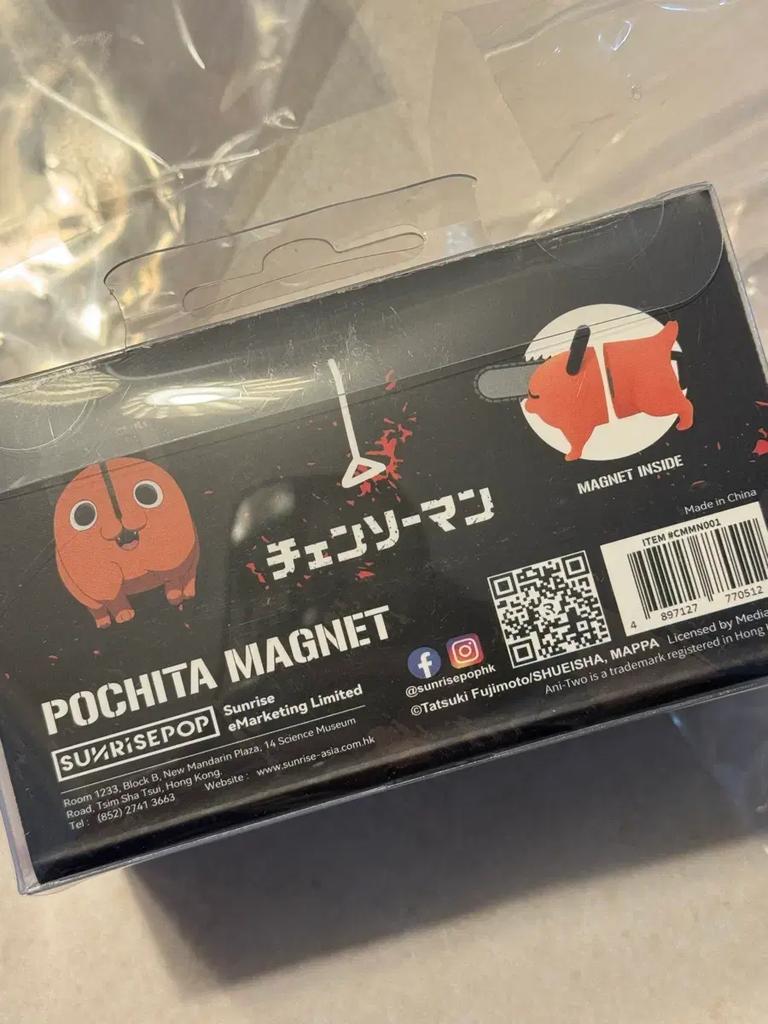 MAGNET INSIDE
チェンソーマン
Made in China
ITEM #CMMN001
4 897127 770512
POCHITA MAGNET
@sunrisepophk
©Tatsuki Fujimoto/SHUEISHA, MAPPA Licensed by Media
Ani-Two is a trademark registered in Hong
SUNRISEPOP
Sunrise
eMarketing Limited
Room 1233, Block B, New Mandarin Plaza, 14 Science Museum
Road, Tsim Sha Tsui, Hong Kong.
Tel : (852) 2741 3663 Website : www.sunrise-asia.com.hk